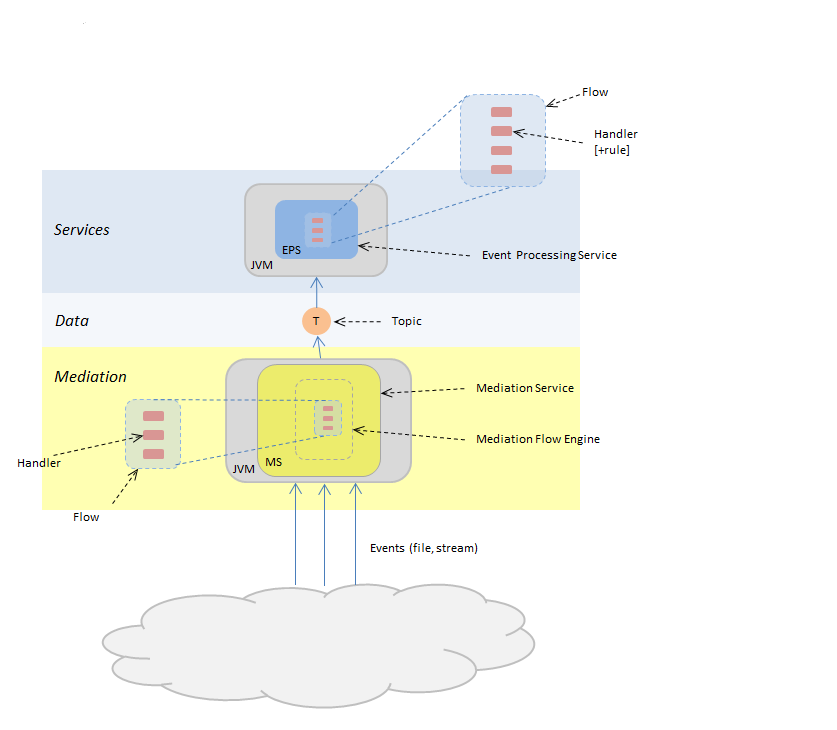 Flow
Handler
[+rule]
Services
EPS
JVM
Event Processing Service
Data
T
Topic
Mediation
Mediation Service
Mediation Flow Engine
Handler
JVM
MS
Flow
Events (file, stream)